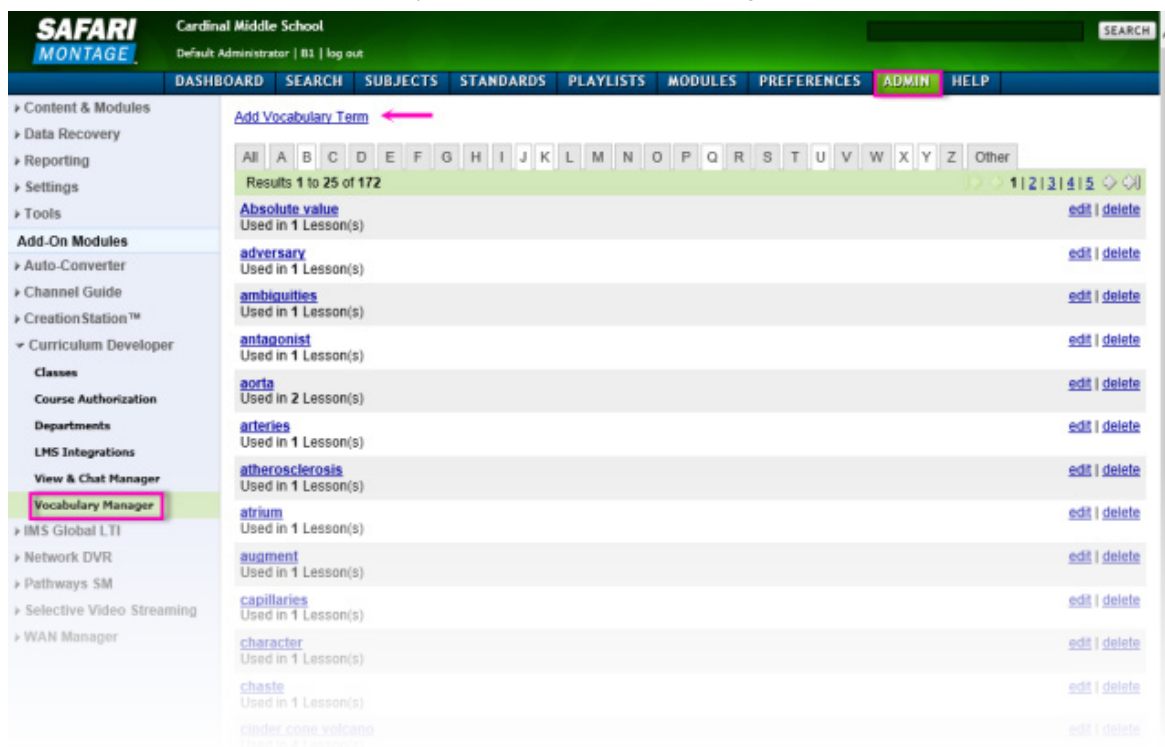 SAFARI
MONTAGE
Cardinal Middle School
Default Administrator | B1 | log out
SEARCH
DASHBOARD SEARCH SUBJECTS STANDARDS PLAYLISTS MODULES PREFERENCES ADMIN HELP
Content & Modules
Data Recovery
Reporting
Settings
Tools
Add-On Modules
Auto-Converter
Channel Guide
CreationStation™
Curriculum Developer
Classes
Course Authorization
Departments
LMS Integrations
View & Chat Manager
Vocabulary Manager
IMS Global LTI
Network DVR
Pathways SM
Selective Video Streaming
WAN Manager
Add Vocabulary Term
All A B C D E F G H I J K L M N O P Q R S T U V W X Y Z Other
Results 1 to 25 of 172 1 | 2 | 3 | 4 | 5
Absolute value edit | delete
Used in 1 Lesson(s)
adversary edit | delete
Used in 1 Lesson(s)
ambiguities edit | delete
Used in 1 Lesson(s)
antagonist edit | delete
Used in 1 Lesson(s)
aorta edit | delete
Used in 2 Lesson(s)
arteries edit | delete
Used in 1 Lesson(s)
atherosclerosis edit | delete
Used in 1 Lesson(s)
atrium edit | delete
Used in 1 Lesson(s)
augment edit | delete
Used in 1 Lesson(s)
capillaries edit | delete
Used in 1 Lesson(s)
character edit | delete
Used in 1 Lesson(s)
chaste edit | delete
Used in 1 Lesson(s)
cinder cone volcano edit | delete